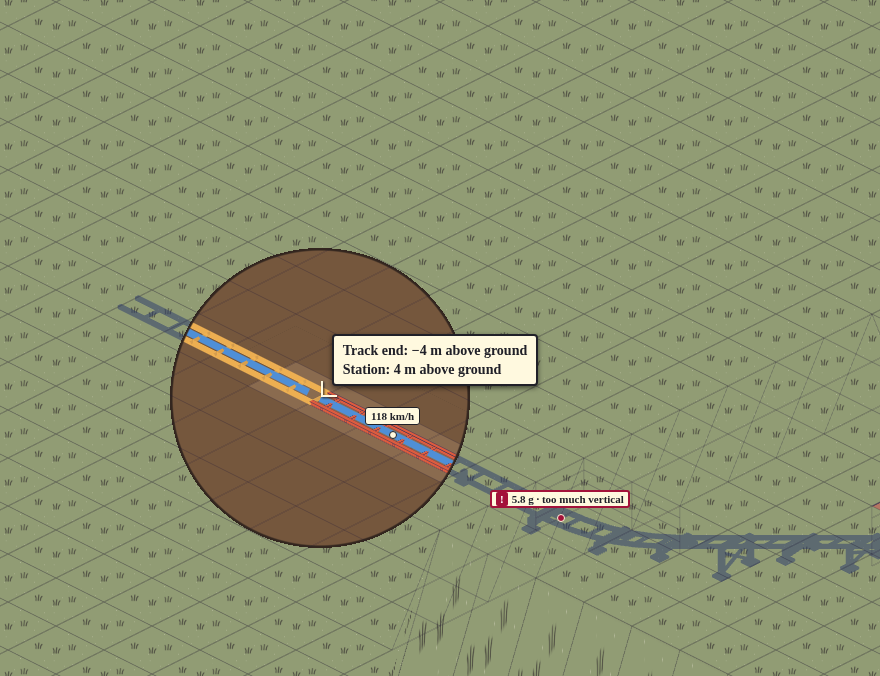 Track end: −4 m above ground
Station: 4 m above ground
118 km/h
! 5.8 g · too much vertical